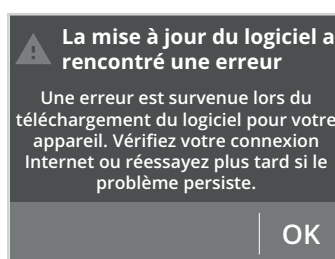 La mise à jour du logiciel a
rencontré une erreur
Une erreur est survenue lors du
téléchargement du logiciel pour votre
appareil. Vérifiez votre connexion
Internet ou réessayez plus tard si le
problème persiste.
OK